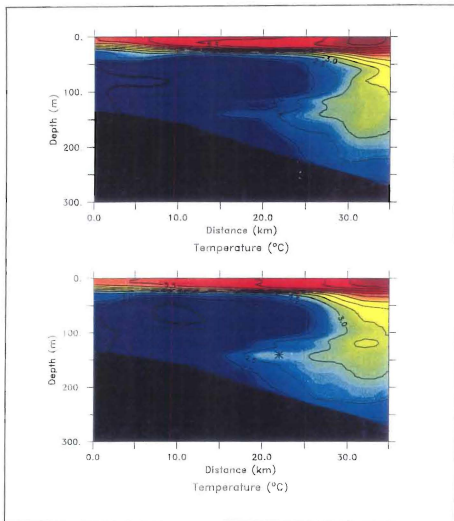 0.
100.
200.
300.
Depth (m)
3.0
0.0 10.0 20.0 30.0
Distance (km)
Temperature (°C)
0.
100.
200.
300.
Depth (m)
3.0
0.0 10.0 20.0 30.0
Distance (km)
Temperature (°C)